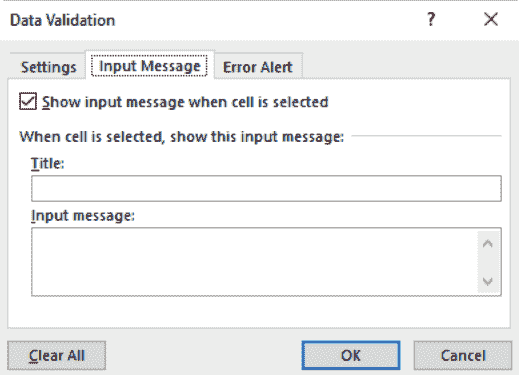 Data Validation ?
Settings Input Message Error Alert
Show input message when cell is selected
When cell is selected, show this input message:
Title:
Input message:
Clear All OK Cancel